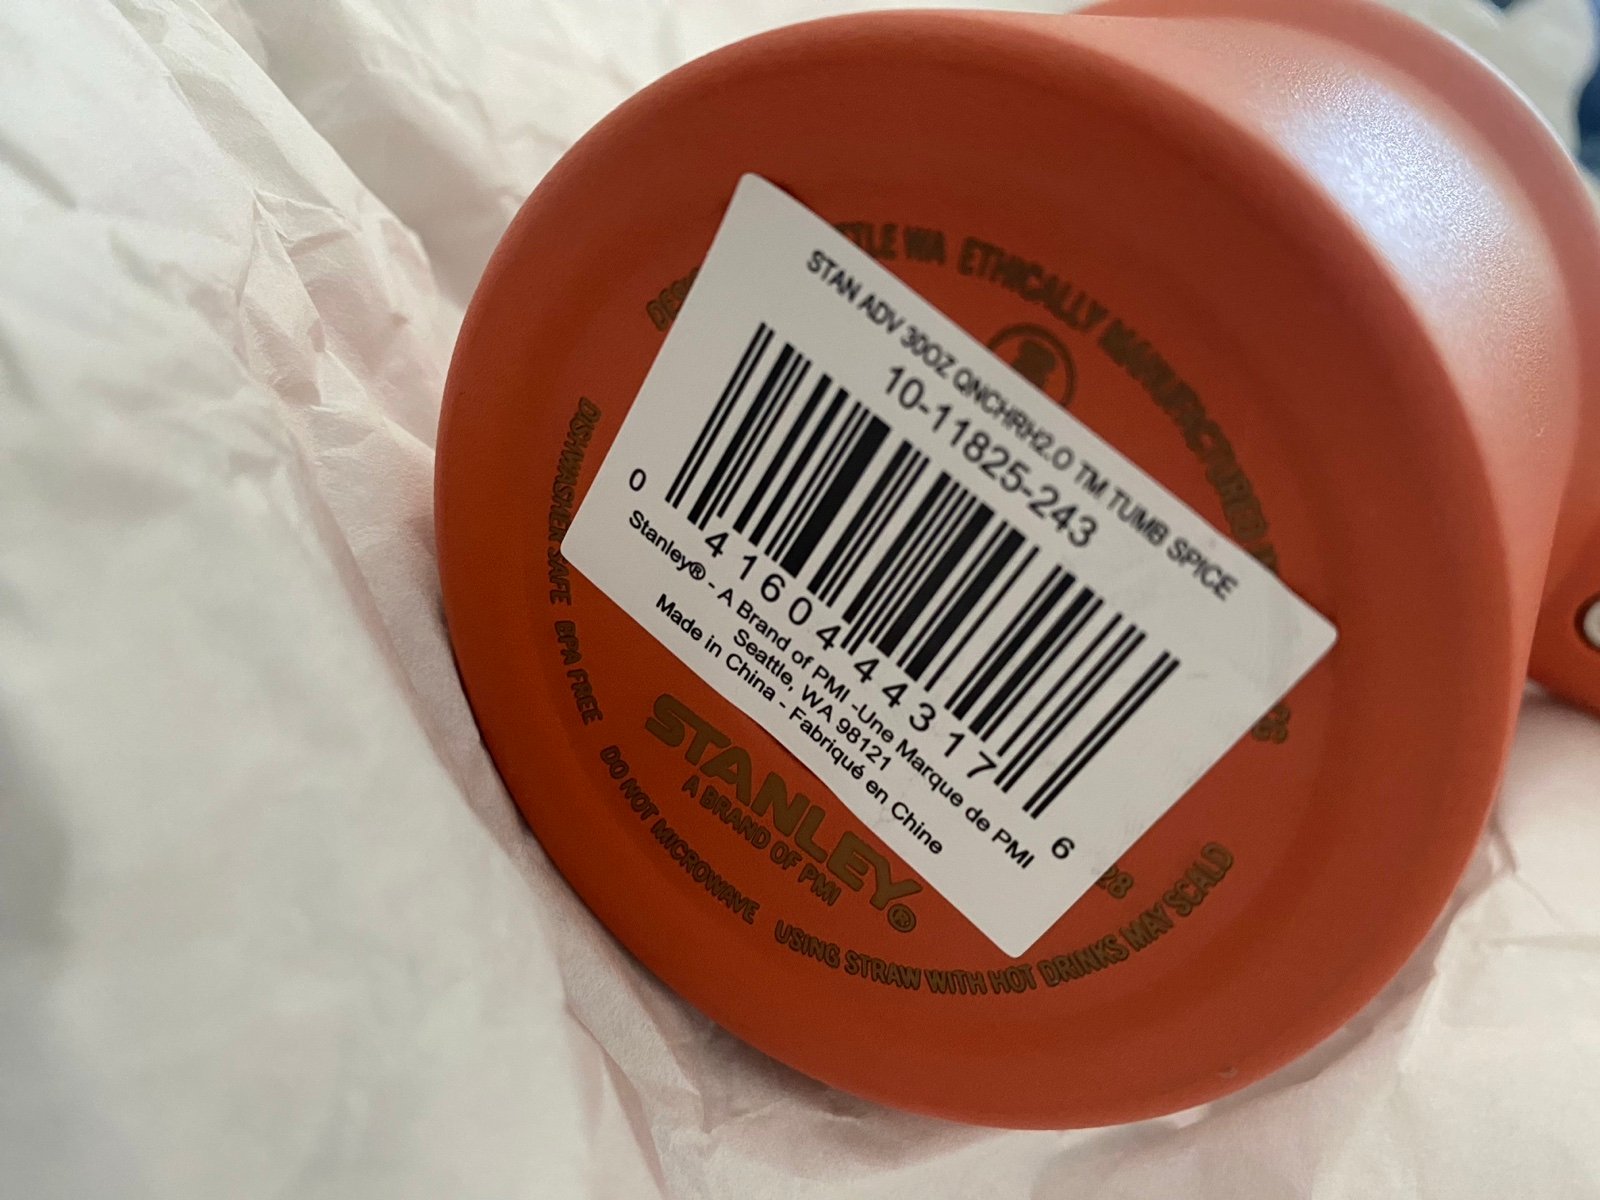 STAN ADV 30OZ QNCHRH2.O TM TUMB SPICE
10-11825-243
0 41604 44317 6
Stanley® - A Brand of PMI -Une Marque de PMI
Seattle, WA 98121
Made in China - Fabriqué en Chine
WA ETHICALLY MANUFACTURED
DISHWASHER SAFE BPA FREE DO NOT MICROWAVE USING STRAW WITH HOT DRINKS MAY SCALD
STANLEY®
A BRAND OF PMI